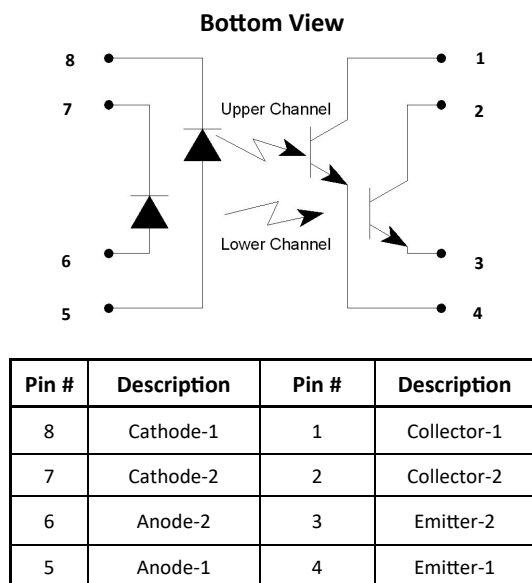 Bottom View
8
1
7
2
Upper Channel
Lower Channel
6
3
5
4
Pin # Description Pin # Description
8 Cathode-1 1 Collector-1
7 Cathode-2 2 Collector-2
6 Anode-2 3 Emitter-2
5 Anode-1 4 Emitter-1